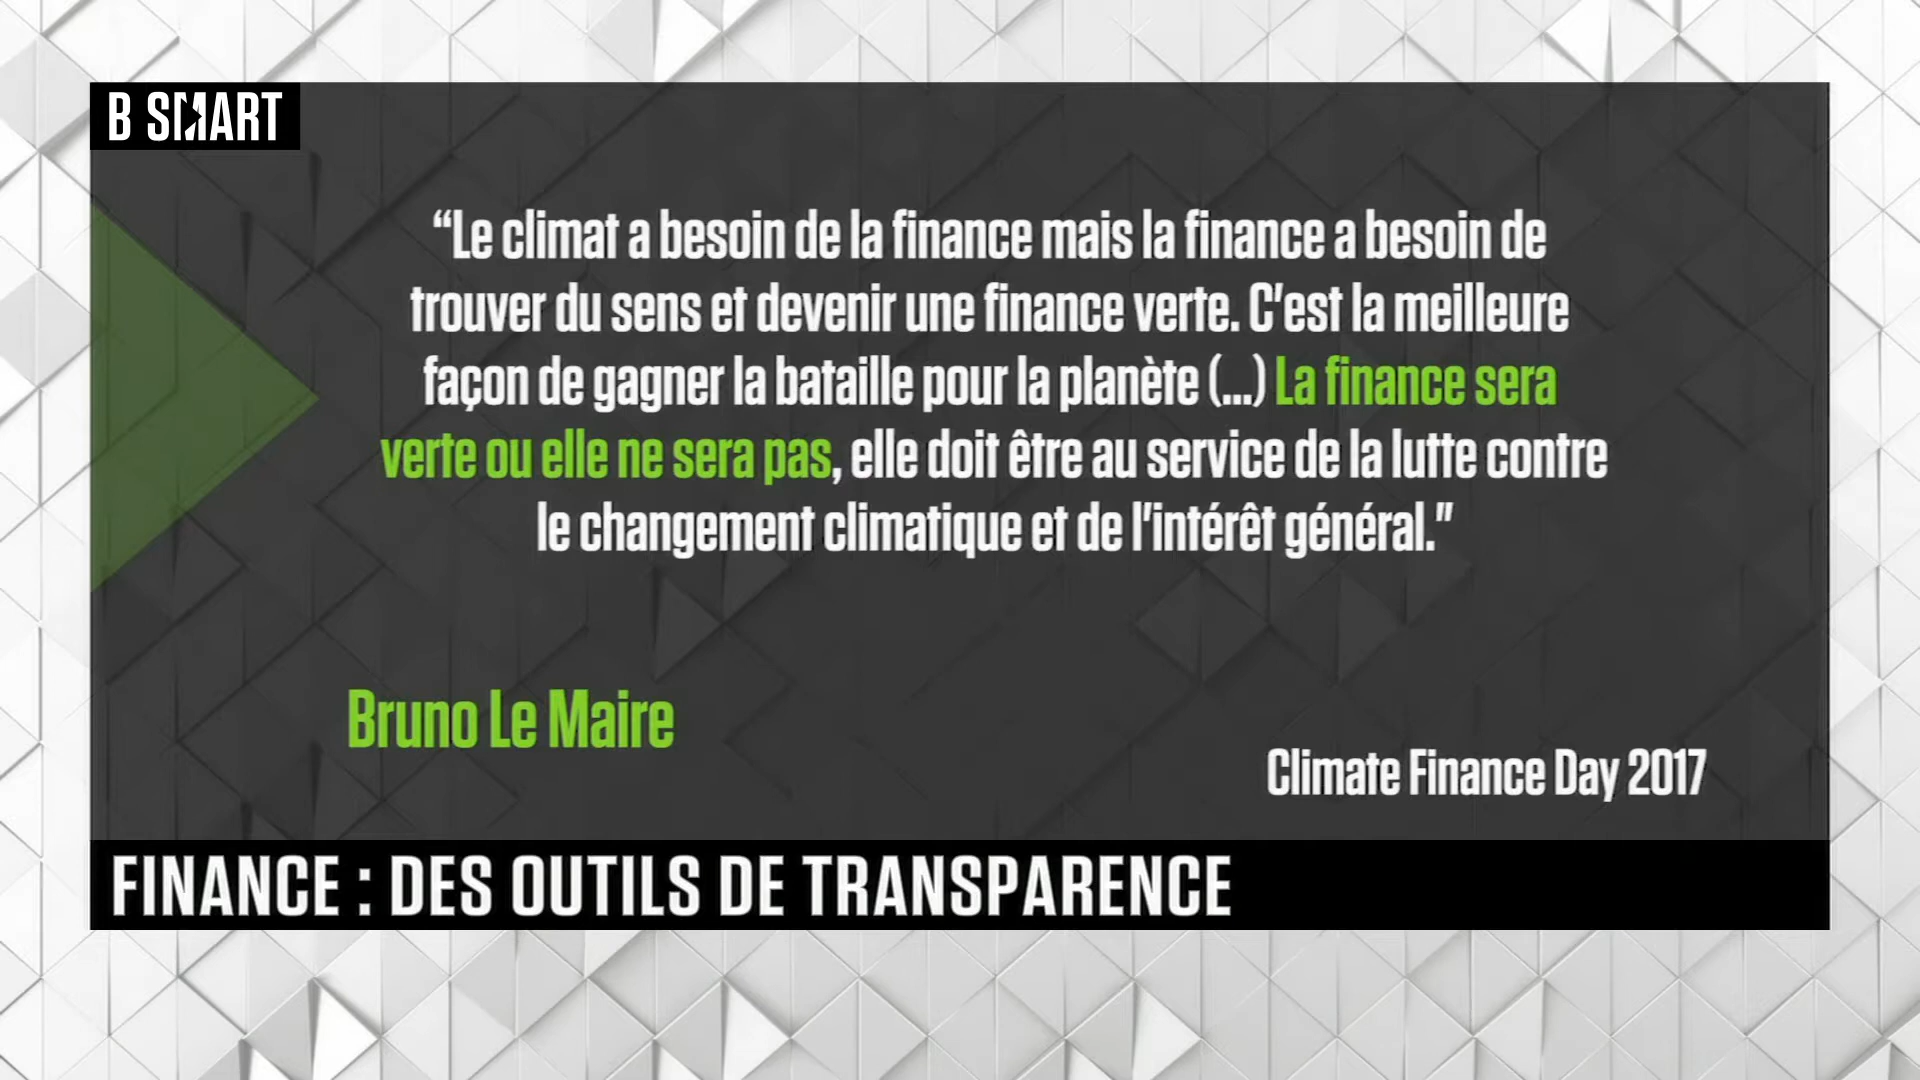 B SMART
“Le climat a besoin de la finance mais la finance a besoin de
trouver du sens et devenir une finance verte. C'est la meilleure
façon de gagner la bataille pour la planète (...) La finance sera
verte ou elle ne sera pas, elle doit être au service de la lutte contre
le changement climatique et de l'intérêt général.”
Bruno Le Maire
Climate Finance Day 2017
FINANCE : DES OUTILS DE TRANSPARENCE